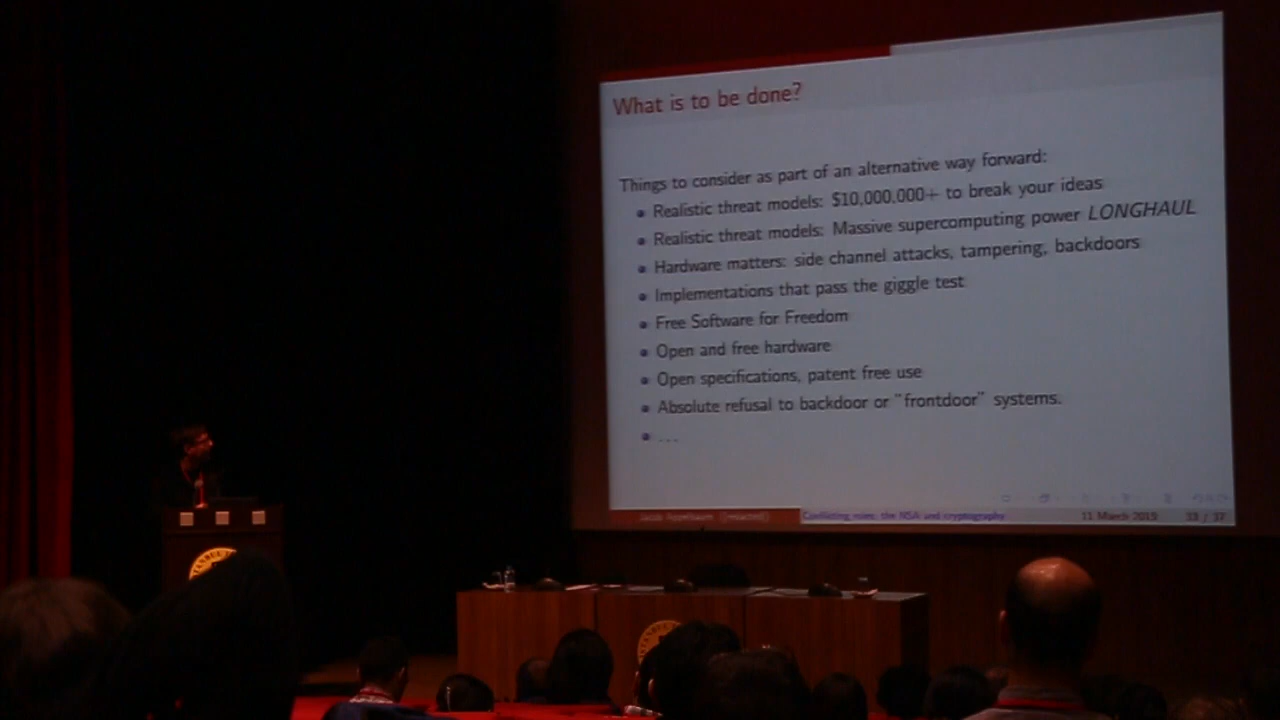 What is to be done?
Things to consider as part of an alternative way forward:
Realistic threat models: $10,000,000+ to break your ideas
Realistic threat models: Massive supercomputing power LONGHAUL
Hardware matters: side channel attacks, tampering, backdoors
Implementations that pass the giggle test
Free Software for Freedom
Open and free hardware
Open specifications, patent free use
Absolute refusal to backdoor or "frontdoor" systems.
...
Jacob Appelbaum ([redacted])
Conflicting roles: the NSA and cryptography
11 March 2015
33 / 37